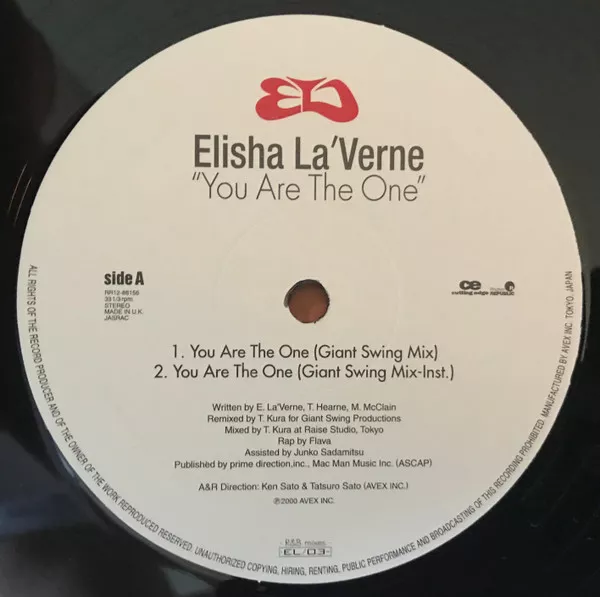 Elisha La'Verne
"You Are The One"
side A
RR12-88156
33 1/3 rpm
STEREO
MADE IN U.K.
JASRAC
ce
cutting edge
REPUBLIC
1. You Are The One (Giant Swing Mix)
2. You Are The One (Giant Swing Mix-Inst.)
Written by E. La'Verne, T. Hearne, M. McClain
Remixed by T. Kura for Giant Swing Productions
Mixed by T. Kura at Raise Studio, Tokyo
Rap by Flava
Assisted by Junko Sadamitsu
Published by prime direction,inc., Mac Man Music Inc. (ASCAP)
A&R Direction: Ken Sato & Tatsuro Sato (AVEX INC.)
℗2000 AVEX INC.
EL/03
ALL RIGHTS OF THE RECORD PRODUCER AND OF THE OWNER OF THE WORK REPRODUCED RESERVED. UNAUTHORIZED COPYING, HIRING, RENTING, PUBLIC PERFORMANCE AND BROADCASTING OF THIS RECORDING PROHIBITED. MANUFACTURED BY AVEX INC. TOKYO. JAPAN